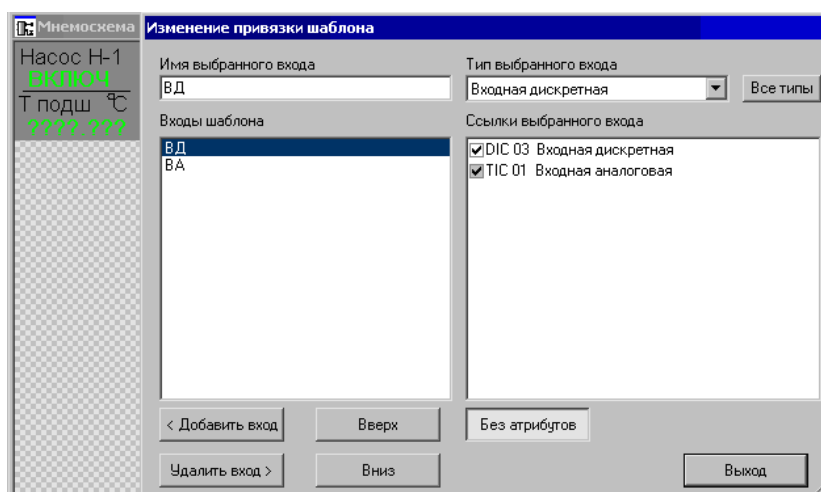 Мнемосхема
Изменение привязки шаблона
Насос Н-1
ВКЛЮЧ
Т подш °С
????.???
Имя выбранного входа
ВД
Тип выбранного входа
Входная дискретная
Все типы
Входы шаблона
ВД
ВА
Ссылки выбранного входа
DIC 03 Входная дискретная
TIC 01 Входная аналоговая
< Добавить вход
Вверх
Без атрибутов
Удалить вход >
Вниз
Выход